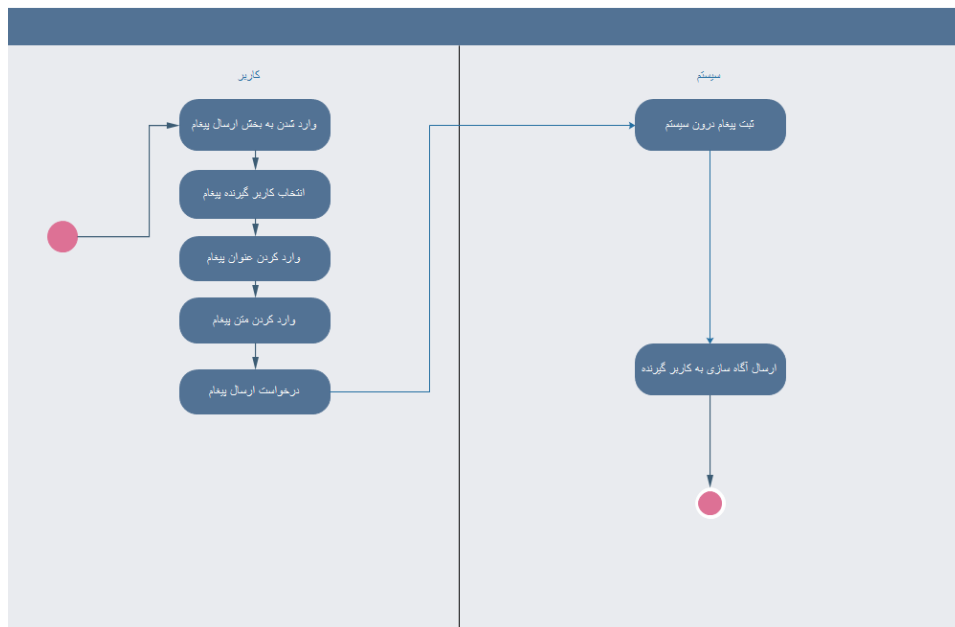 کاربر
وارد شدن به بخش ارسال پیغام
انتخاب کاربر گیرنده پیغام
وارد کردن عنوان پیغام
وارد کردن متن پیغام
درخواست ارسال پیغام
سیستم
ثبت پیغام درون سیستم
ارسال آگاه سازی به کاربر گیرنده